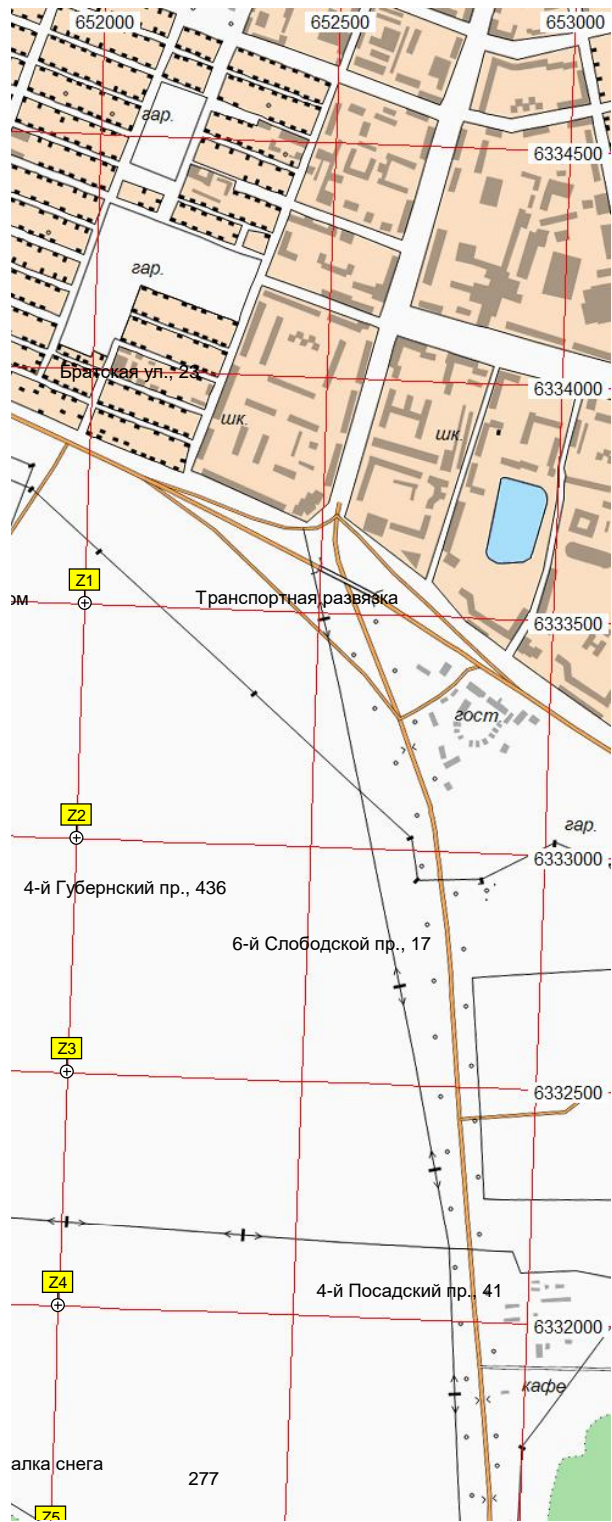 652000 652500 653000
гар.
6334500
гар.
Братская ул., 23
6334000
шк.
шк.
Z1
ом
Транспортная развязка
6333500
гост.
Z2
гар.
6333000
4-й Губернский пр., 436
6-й Слободской пр., 17
Z3
6332500
Z4
4-й Посадский пр., 41
6332000
кафе
алка снега
277
Z5